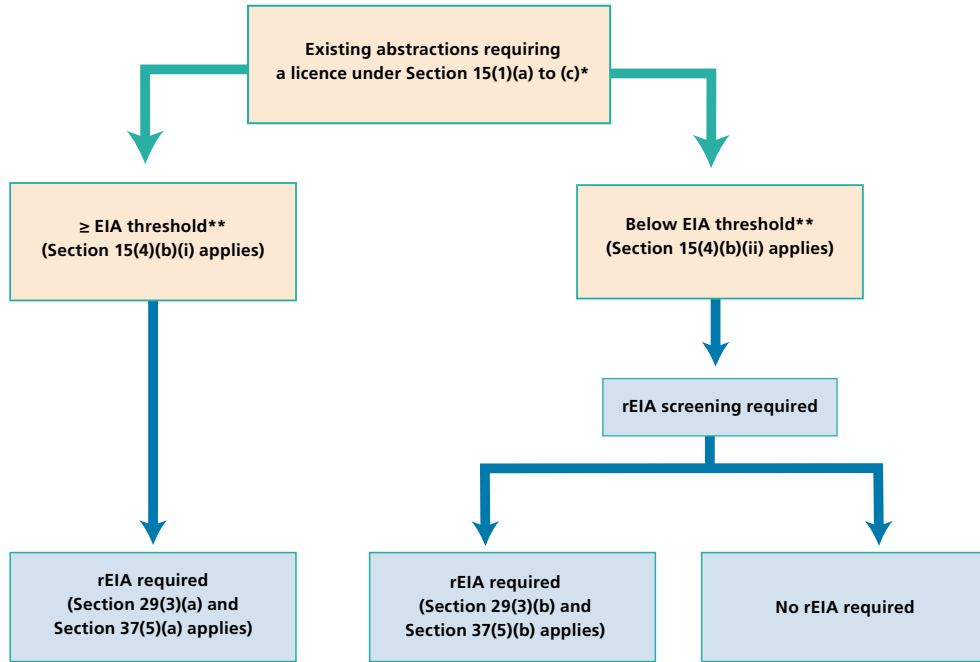 Existing abstractions requiring
a licence under Section 15(1)(a) to (c)*
≥ EIA threshold**
(Section 15(4)(b)(i) applies)
Below EIA threshold**
(Section 15(4)(b)(ii) applies)
rEIA screening required
rEIA required
(Section 29(3)(a) and
Section 37(5)(a) applies)
rEIA required
(Section 29(3)(b) and
Section 37(5)(b) applies)
No rEIA required